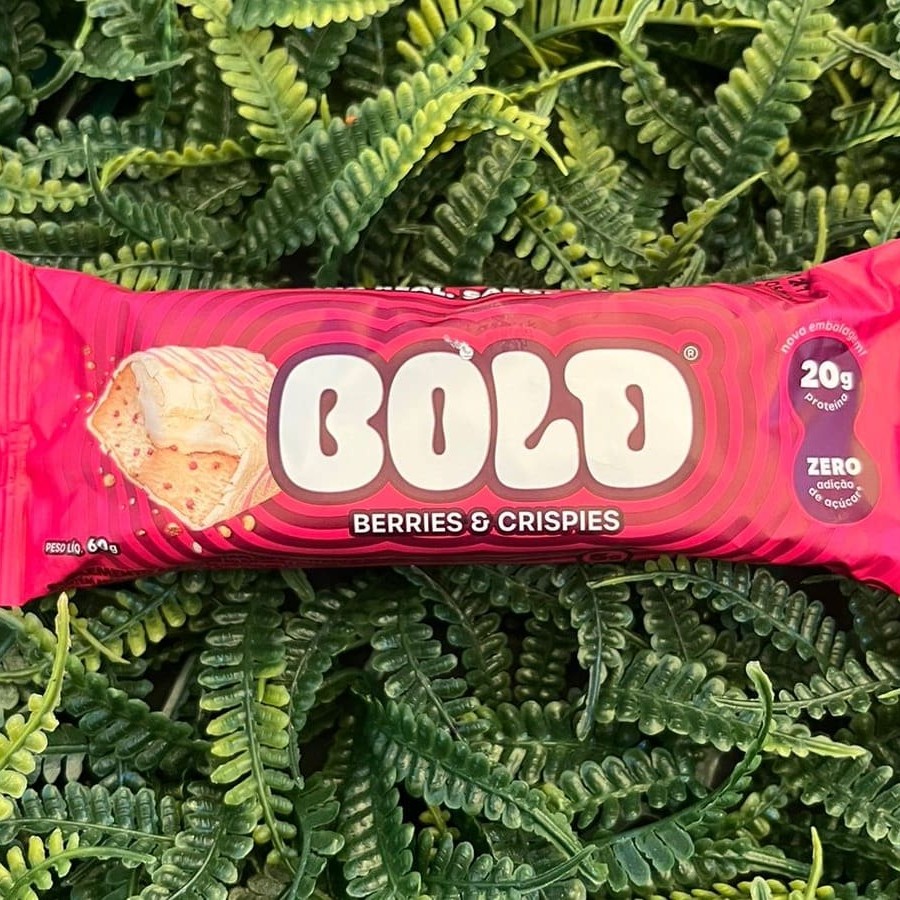 BOLD®
BERRIES & CRISPIES
nova embalagem!
20g
proteína
ZERO
adição
de açúcar*
PESO LÍQ. 60g